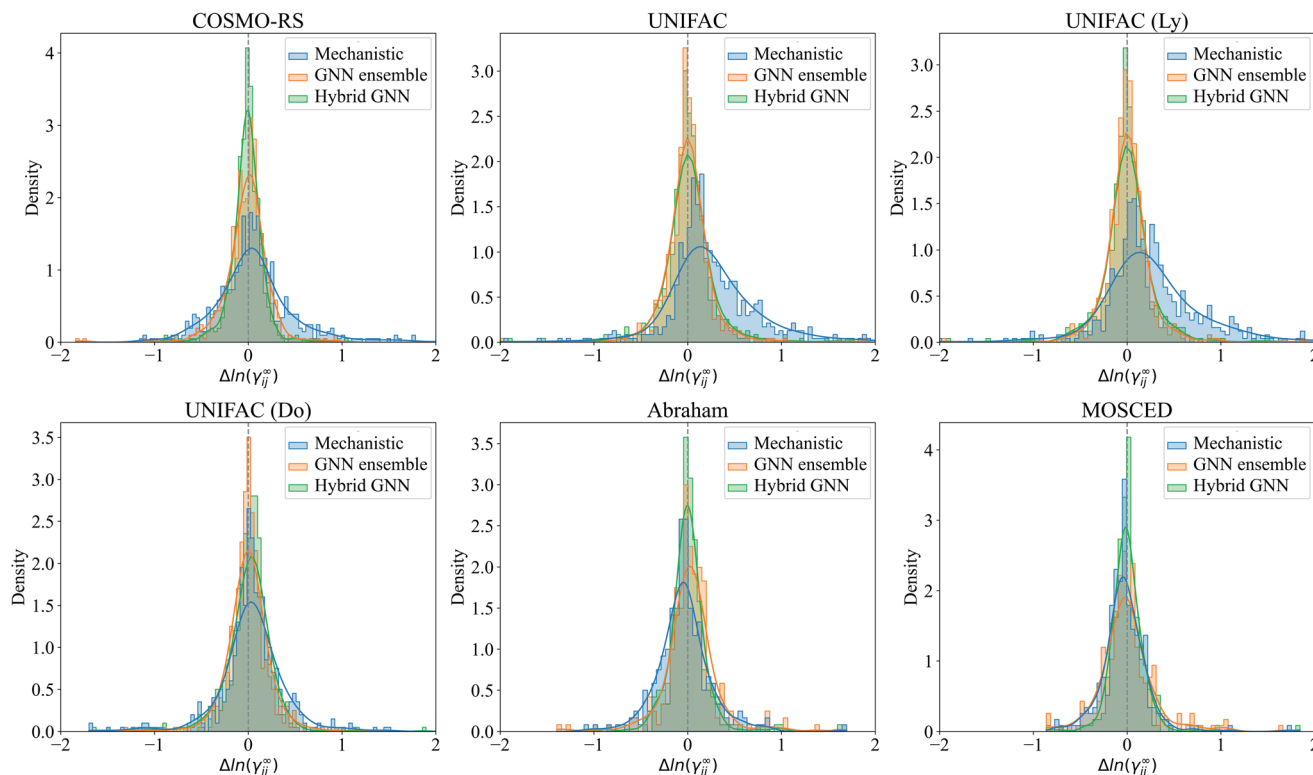 COSMO-RS
Density
4
3
2
1
0
Mechanistic
GNN ensemble
Hybrid GNN
−2
−1
0
1
2
Δln(γ∞ij)
UNIFAC
Density
3.0
2.5
2.0
1.5
1.0
0.5
0.0
Mechanistic
GNN ensemble
Hybrid GNN
−2
−1
0
1
2
Δln(γ∞ij)
UNIFAC (Ly)
Density
3.0
2.5
2.0
1.5
1.0
0.5
0.0
Mechanistic
GNN ensemble
Hybrid GNN
−2
−1
0
1
2
Δln(γ∞ij)
UNIFAC (Do)
Density
3.5
3.0
2.5
2.0
1.5
1.0
0.5
0.0
Mechanistic
GNN ensemble
Hybrid GNN
−2
−1
0
1
2
Δln(γ∞ij)
Abraham
Density
3.5
3.0
2.5
2.0
1.5
1.0
0.5
0.0
Mechanistic
GNN ensemble
Hybrid GNN
−2
−1
0
1
2
Δln(γ∞ij)
MOSCED
Density
4
3
2
1
0
Mechanistic
GNN ensemble
Hybrid GNN
−2
−1
0
1
2
Δln(γ∞ij)